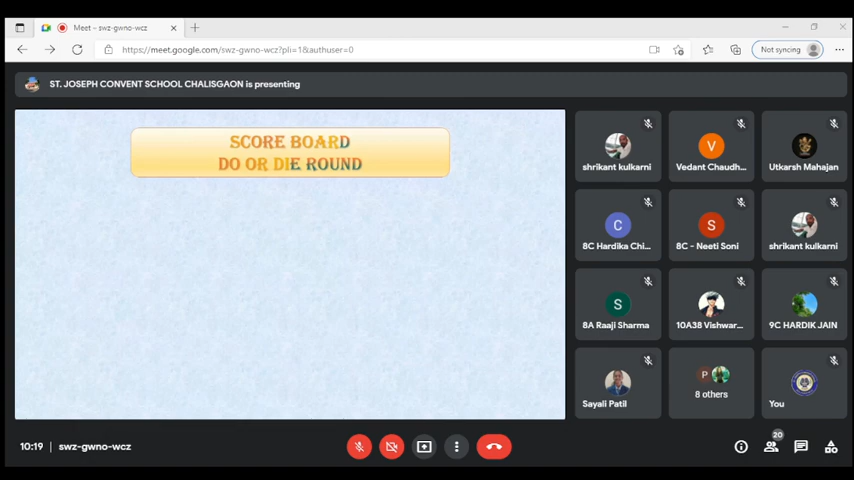 Meet – swz-gwno-wcz
https://meet.google.com/swz-gwno-wcz?pli=1&authuser=0
Not syncing
ST. JOSEPH CONVENT SCHOOL CHALISGAON is presenting
SCORE BOARD
DO OR DIE ROUND
shrikant kulkarni
V
Vedant Chaudh...
Utkarsh Mahajan
C
8C Hardika Chi...
S
8C - Neeti Soni
shrikant kulkarni
S
8A Raaji Sharma
10A38 Vishwar...
9C HARDIK JAIN
Sayali Patil
P
8 others
You
10:19 | swz-gwno-wcz
20